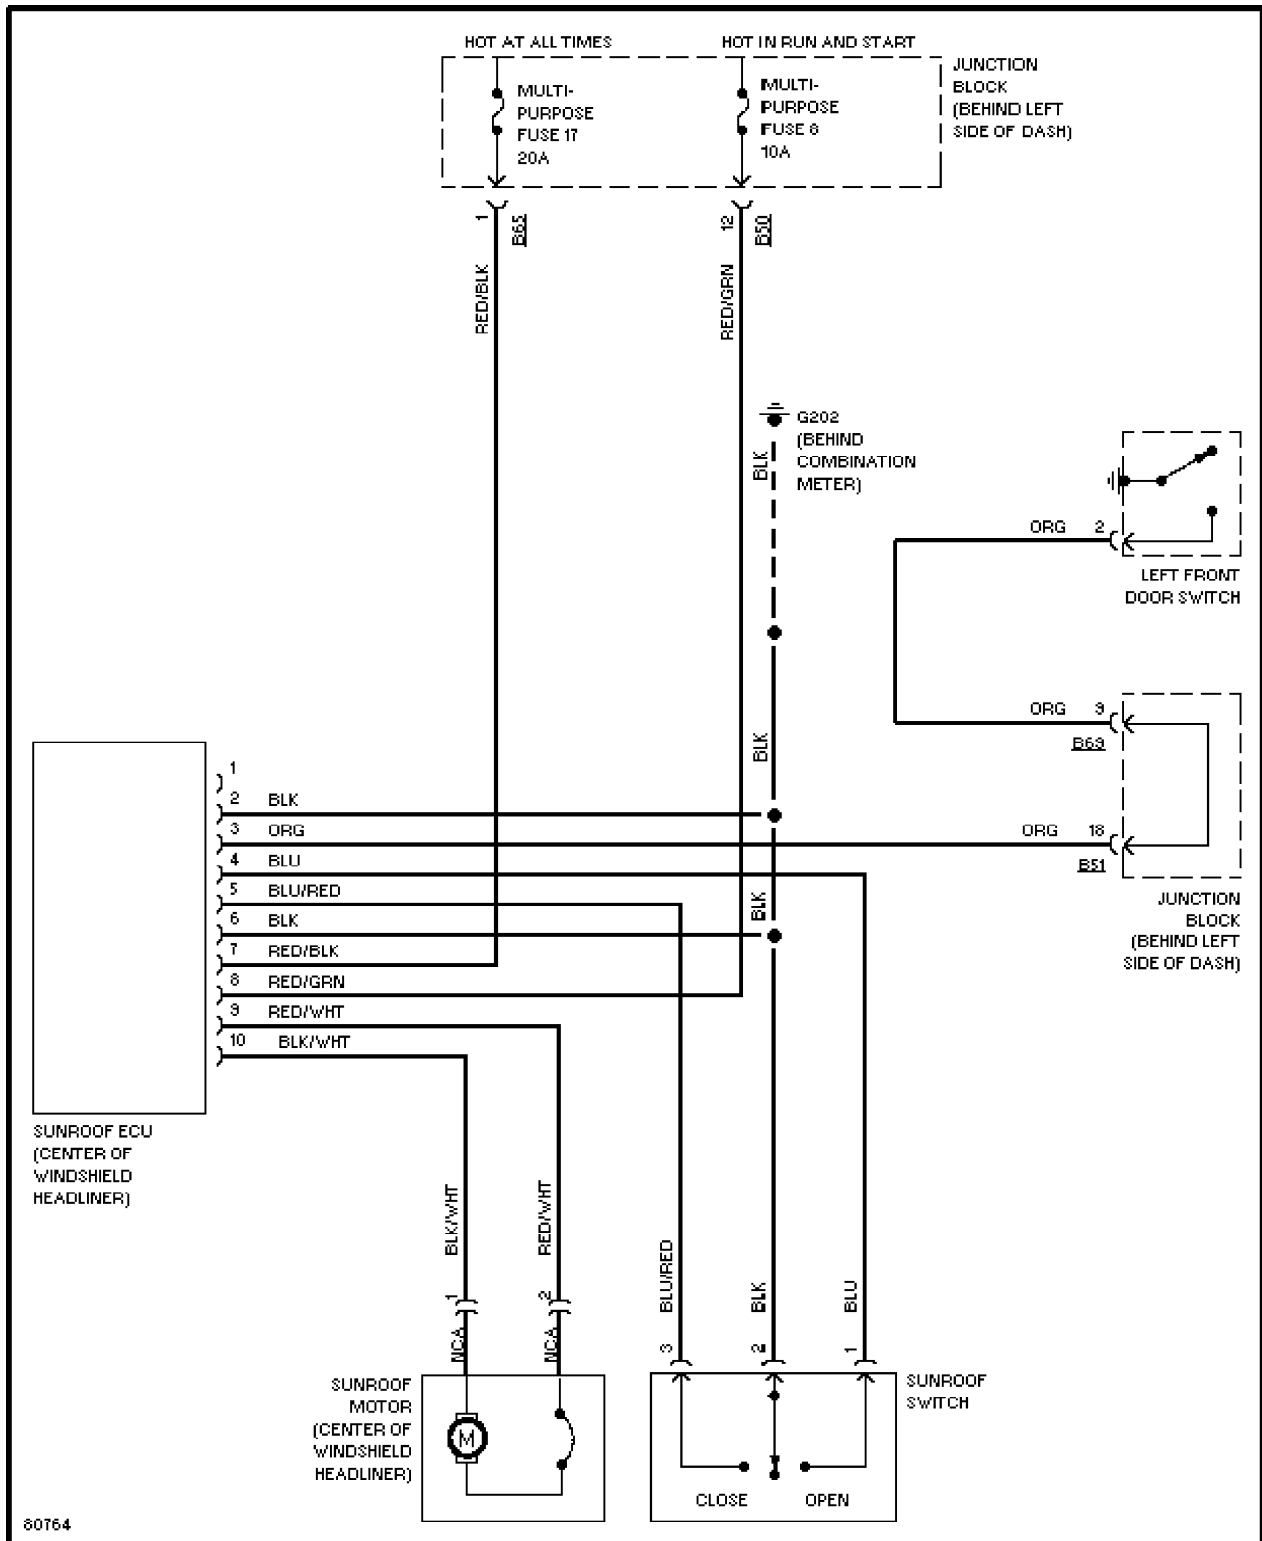 HOT AT ALL TIMES
HOT IN RUN AND START
JUNCTION
BLOCK
(BEHIND LEFT
SIDE OF DASH)
MULTI-
PURPOSE
FUSE 17
20A
MULTI-
PURPOSE
FUSE 8
10A
1
B65
12
B50
RED/BLK
RED/GRN
G202
(BEHIND
COMBINATION
METER)
BLK
ORG 2
LEFT FRONT
DOOR SWITCH
ORG 9
B69
BLK
ORG 18
B51
JUNCTION
BLOCK
(BEHIND LEFT
SIDE OF DASH)
BLK
1
2 BLK
3 ORG
4 BLU
5 BLU/RED
6 BLK
7 RED/BLK
8 RED/GRN
9 RED/WHT
10 BLK/WHT
SUNROOF ECU
(CENTER OF
WINDSHIELD
HEADLINER)
BLK/WHT
RED/WHT
BLU/RED
BLK
BLU
1
2
NCA
NCA
3
2
1
SUNROOF
MOTOR
(CENTER OF
WINDSHIELD
HEADLINER)
M
SUNROOF
SWITCH
CLOSE
OPEN
80764